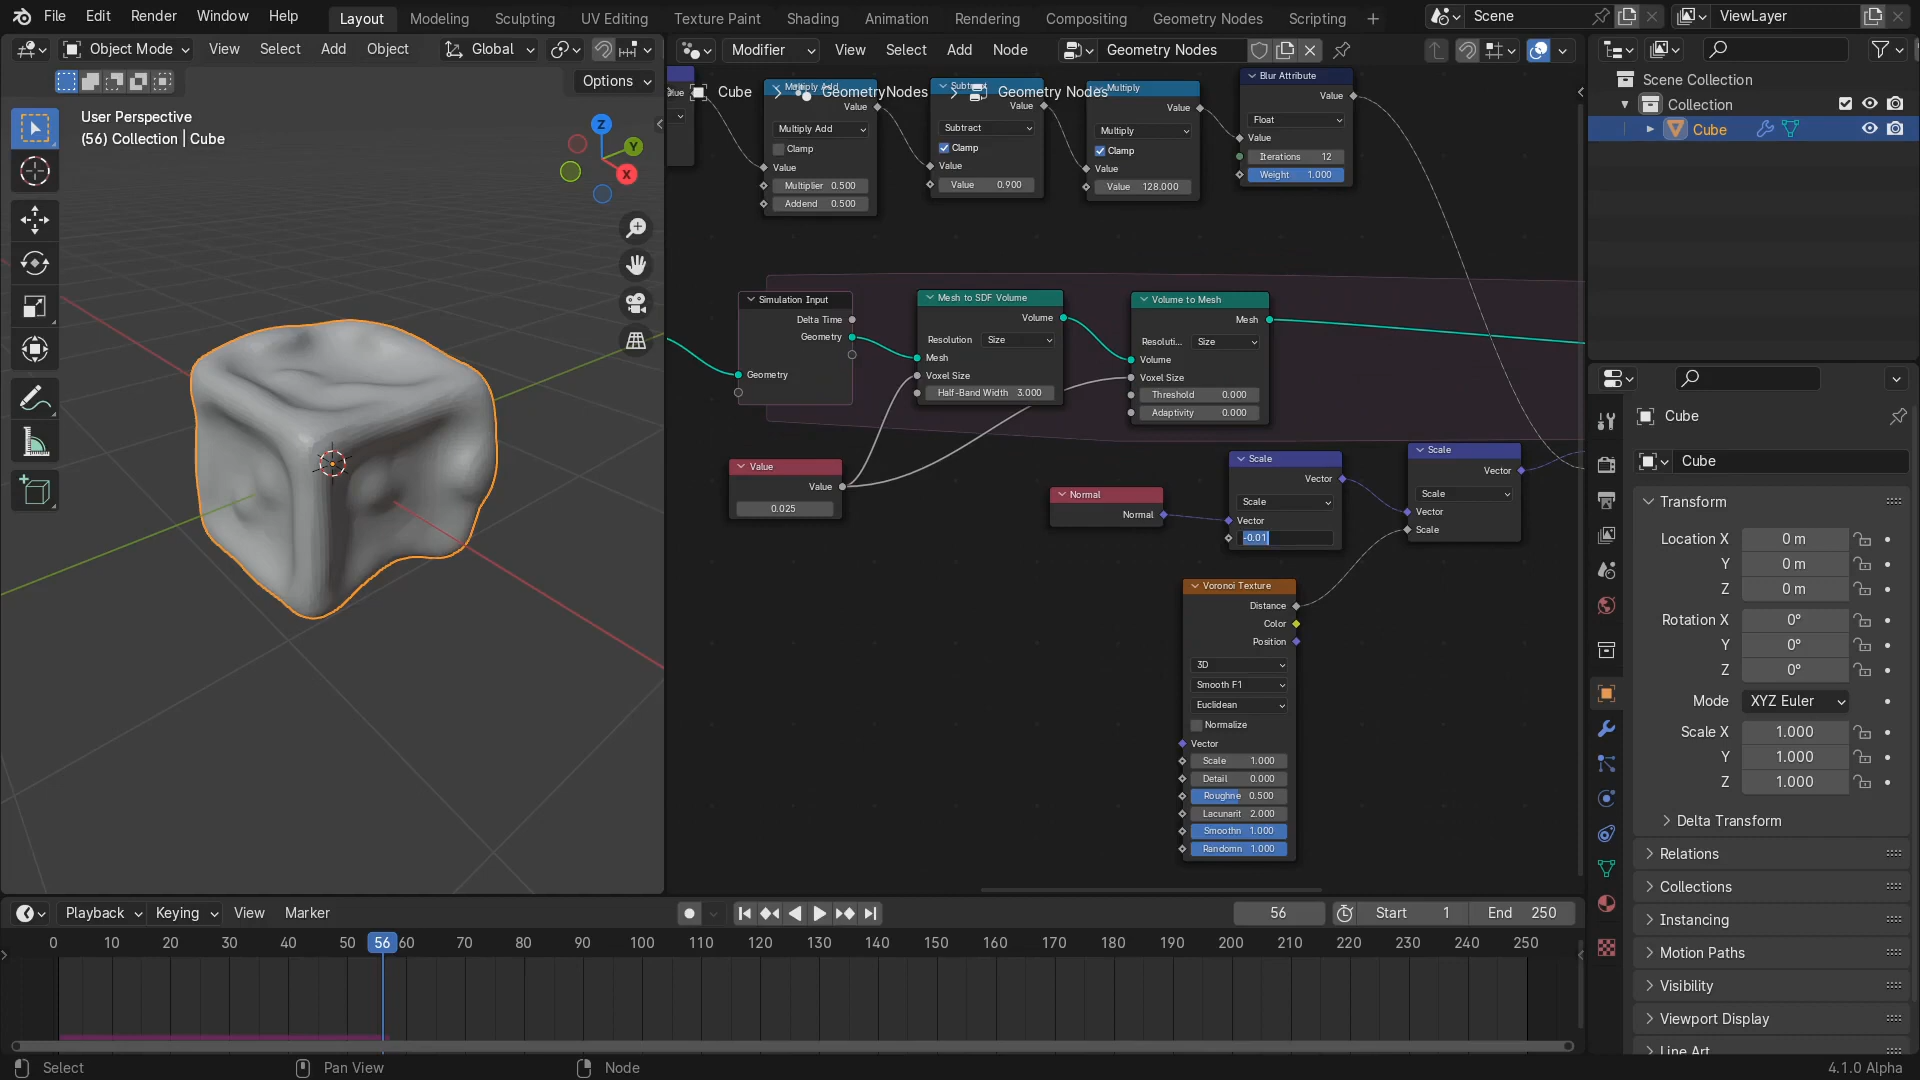 File Edit Render Window Help Layout Modeling Sculpting UV Editing Texture Paint Shading Animation Rendering Compositing Geometry Nodes Scripting + Scene ViewLayer
Object Mode View Select Add Object Global
Options
User Perspective
(56) Collection | Cube
Z
Y
X
Modifier View Select Add Node Geometry Nodes
Cube > GeometryNodes > Geometry Nodes
Multiply Add
Value
Multiply Add
Clamp
Value
Multiplier 0.500
Addend 0.500
Subtract
Value
Subtract
Clamp
Value
Value 0.900
Multiply
Value
Multiply
Clamp
Value
Value 128.000
Blur Attribute
Value
Float
Value
Iterations 12
Weight 1.000
Simulation Input
Delta Time
Geometry
Geometry
Mesh to SDF Volume
Volume
Resolution Size
Mesh
Voxel Size
Half-Band Width 3.000
Volume to Mesh
Mesh
Resoluti... Size
Volume
Voxel Size
Threshold 0.000
Adaptivity 0.000
Value
Value
0.025
Normal
Normal
Scale
Vector
Scale
Vector
-0.01
Scale
Vector
Scale
Vector
Scale
Voronoi Texture
Distance
Color
Position
3D
Smooth F1
Euclidean
Normalize
Vector
Scale 1.000
Detail 0.000
Roughne 0.500
Lacunarit 2.000
Smoothn 1.000
Randomn 1.000
Scene Collection
Collection
Cube
Cube
Cube
Transform
Location X 0 m
Y 0 m
Z 0 m
Rotation X 0°
Y 0°
Z 0°
Mode XYZ Euler
Scale X 1.000
Y 1.000
Z 1.000
Delta Transform
Relations
Collections
Instancing
Motion Paths
Visibility
Viewport Display
Line Art
Playback Keying View Marker 56 Start 1 End 250
0 10 20 30 40 50 56 60 70 80 90 100 110 120 130 140 150 160 170 180 190 200 210 220 230 240 250
Select Pan View Node 4.1.0 Alpha